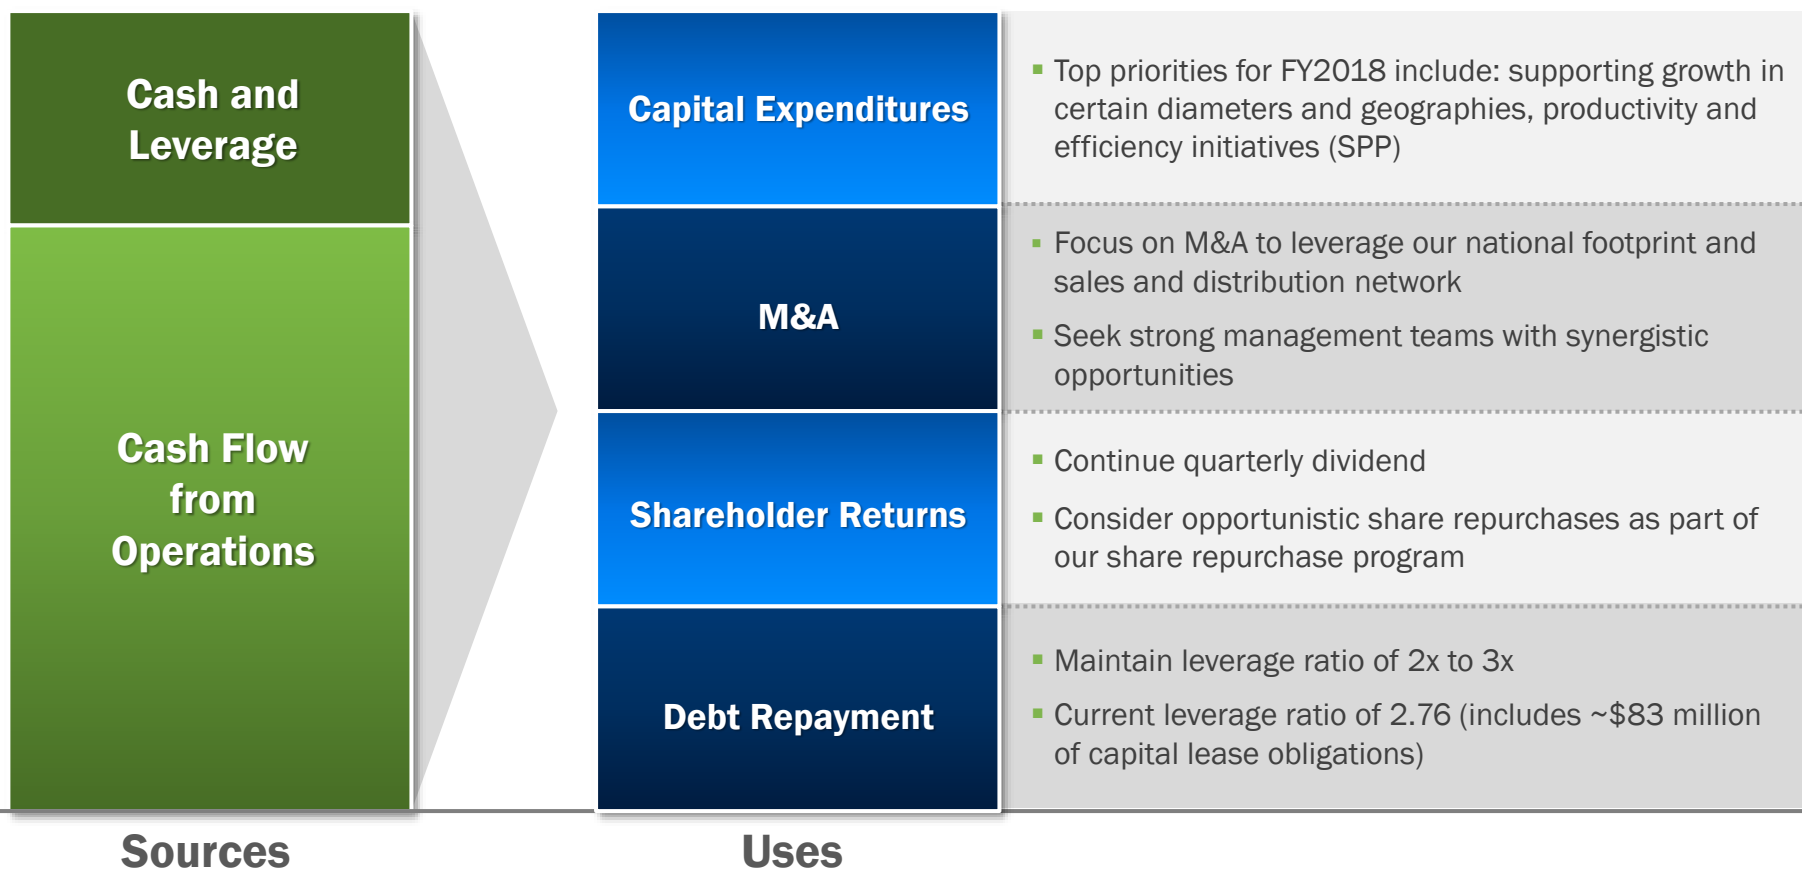 Cash and
Leverage
Cash Flow
from
Operations
Sources
Capital Expenditures
Top priorities for FY2018 include: supporting growth in
certain diameters and geographies, productivity and
efficiency initiatives (SPP)
M&A
Focus on M&A to leverage our national footprint and
sales and distribution network
Seek strong management teams with synergistic
opportunities
Shareholder Returns
Continue quarterly dividend
Consider opportunistic share repurchases as part of
our share repurchase program
Debt Repayment
Maintain leverage ratio of 2x to 3x
Current leverage ratio of 2.76 (includes ~$83 million
of capital lease obligations)
Uses